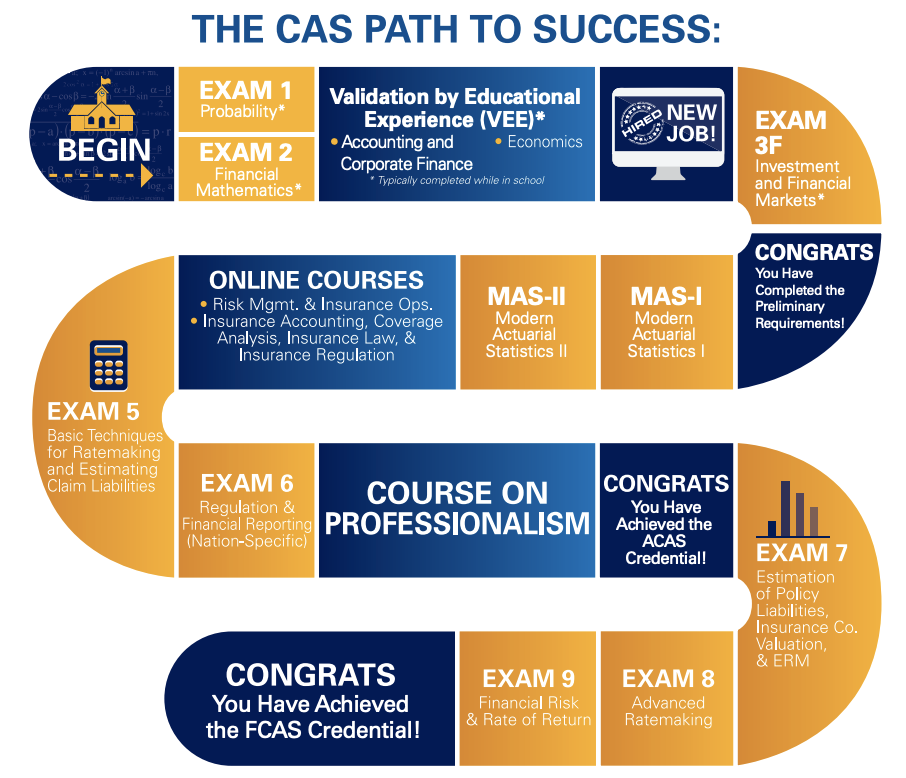 THE CAS PATH TO SUCCESS:
BEGIN
EXAM 1
Probability*
EXAM 2
Financial
Mathematics*
Validation by Educational
Experience (VEE)*
• Accounting and
Corporate Finance
• Economics
* Typically completed while in school
HIRED
NEW
JOB!
EXAM
3F
Investment
and Financial
Markets*
CONGRATS
You Have
Completed the
Preliminary
Requirements!
MAS-I
Modern
Actuarial
Statistics I
MAS-II
Modern
Actuarial
Statistics II
ONLINE COURSES
• Risk Mgmt. & Insurance Ops.
• Insurance Accounting, Coverage
Analysis, Insurance Law, &
Insurance Regulation
EXAM 5
Basic Techniques
for Ratemaking
and Estimating
Claim Liabilities
EXAM 6
Regulation &
Financial Reporting
(Nation-Specific)
COURSE ON
PROFESSIONALISM
CONGRATS
You Have
Achieved the
ACAS
Credential!
EXAM 7
Estimation
of Policy
Liabilities,
Insurance Co.
Valuation,
& ERM
EXAM 8
Advanced
Ratemaking
EXAM 9
Financial Risk
& Rate of Return
CONGRATS
You Have Achieved
the FCAS Credential!